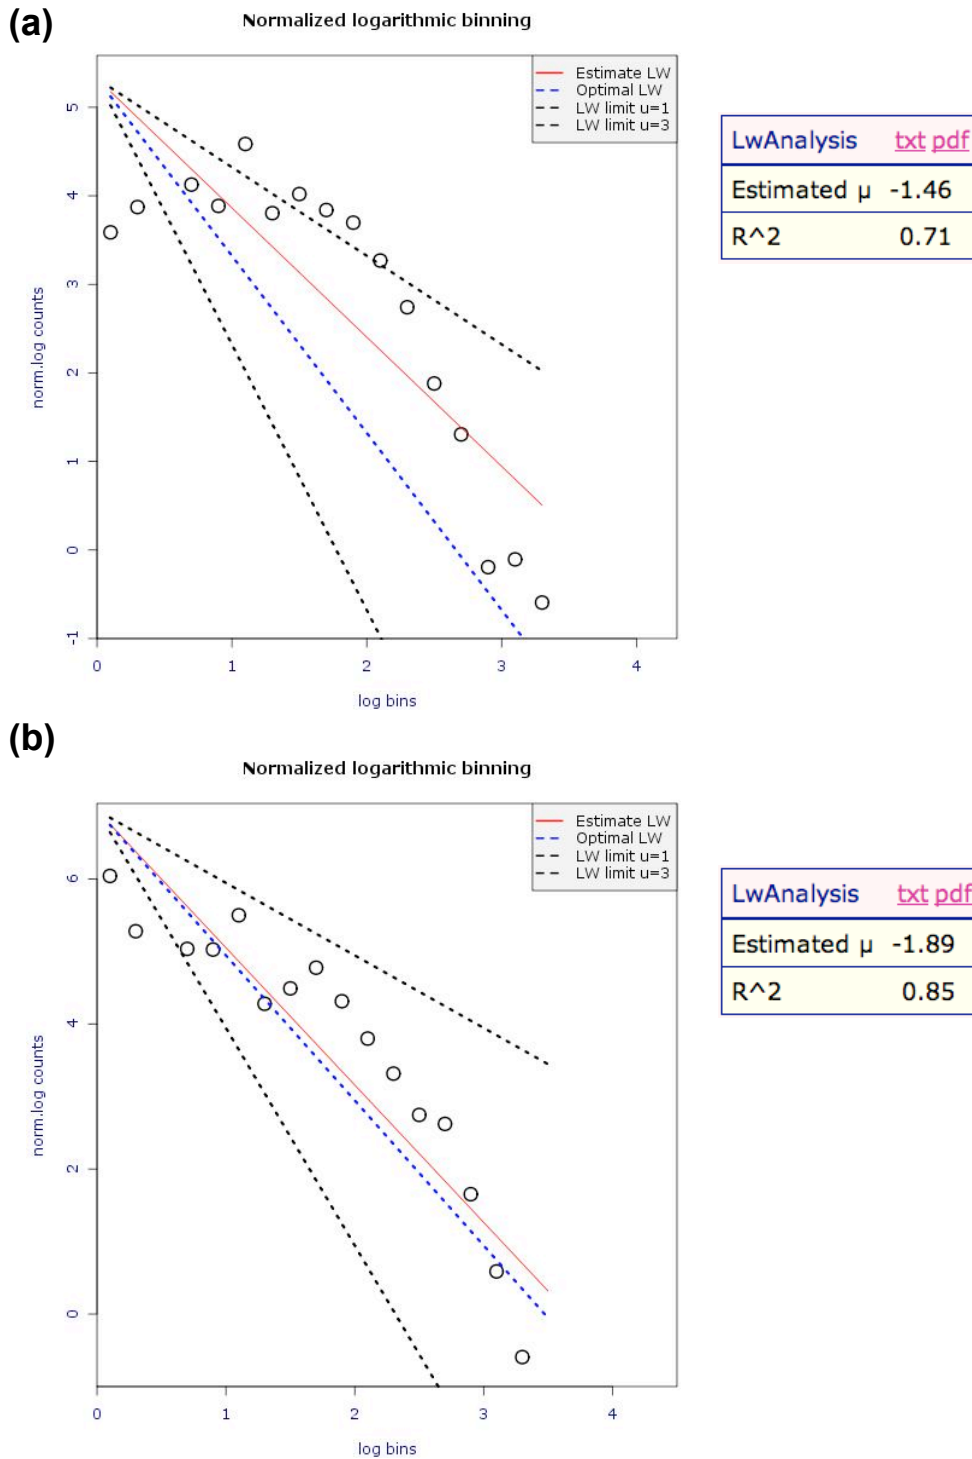 (a)
Normalized logarithmic binning
Estimate LW
Optimal LW
LW limit u=1
LW limit u=3
5
4
3
2
1
0
-1
norm.log counts
0 1 2 3 4
log bins
LwAnalysis txt pdf
Estimated μ -1.46
R^2 0.71
(b)
Normalized logarithmic binning
Estimate LW
Optimal LW
LW limit u=1
LW limit u=3
6
4
2
0
norm.log counts
0 1 2 3 4
log bins
LwAnalysis txt pdf
Estimated μ -1.89
R^2 0.85